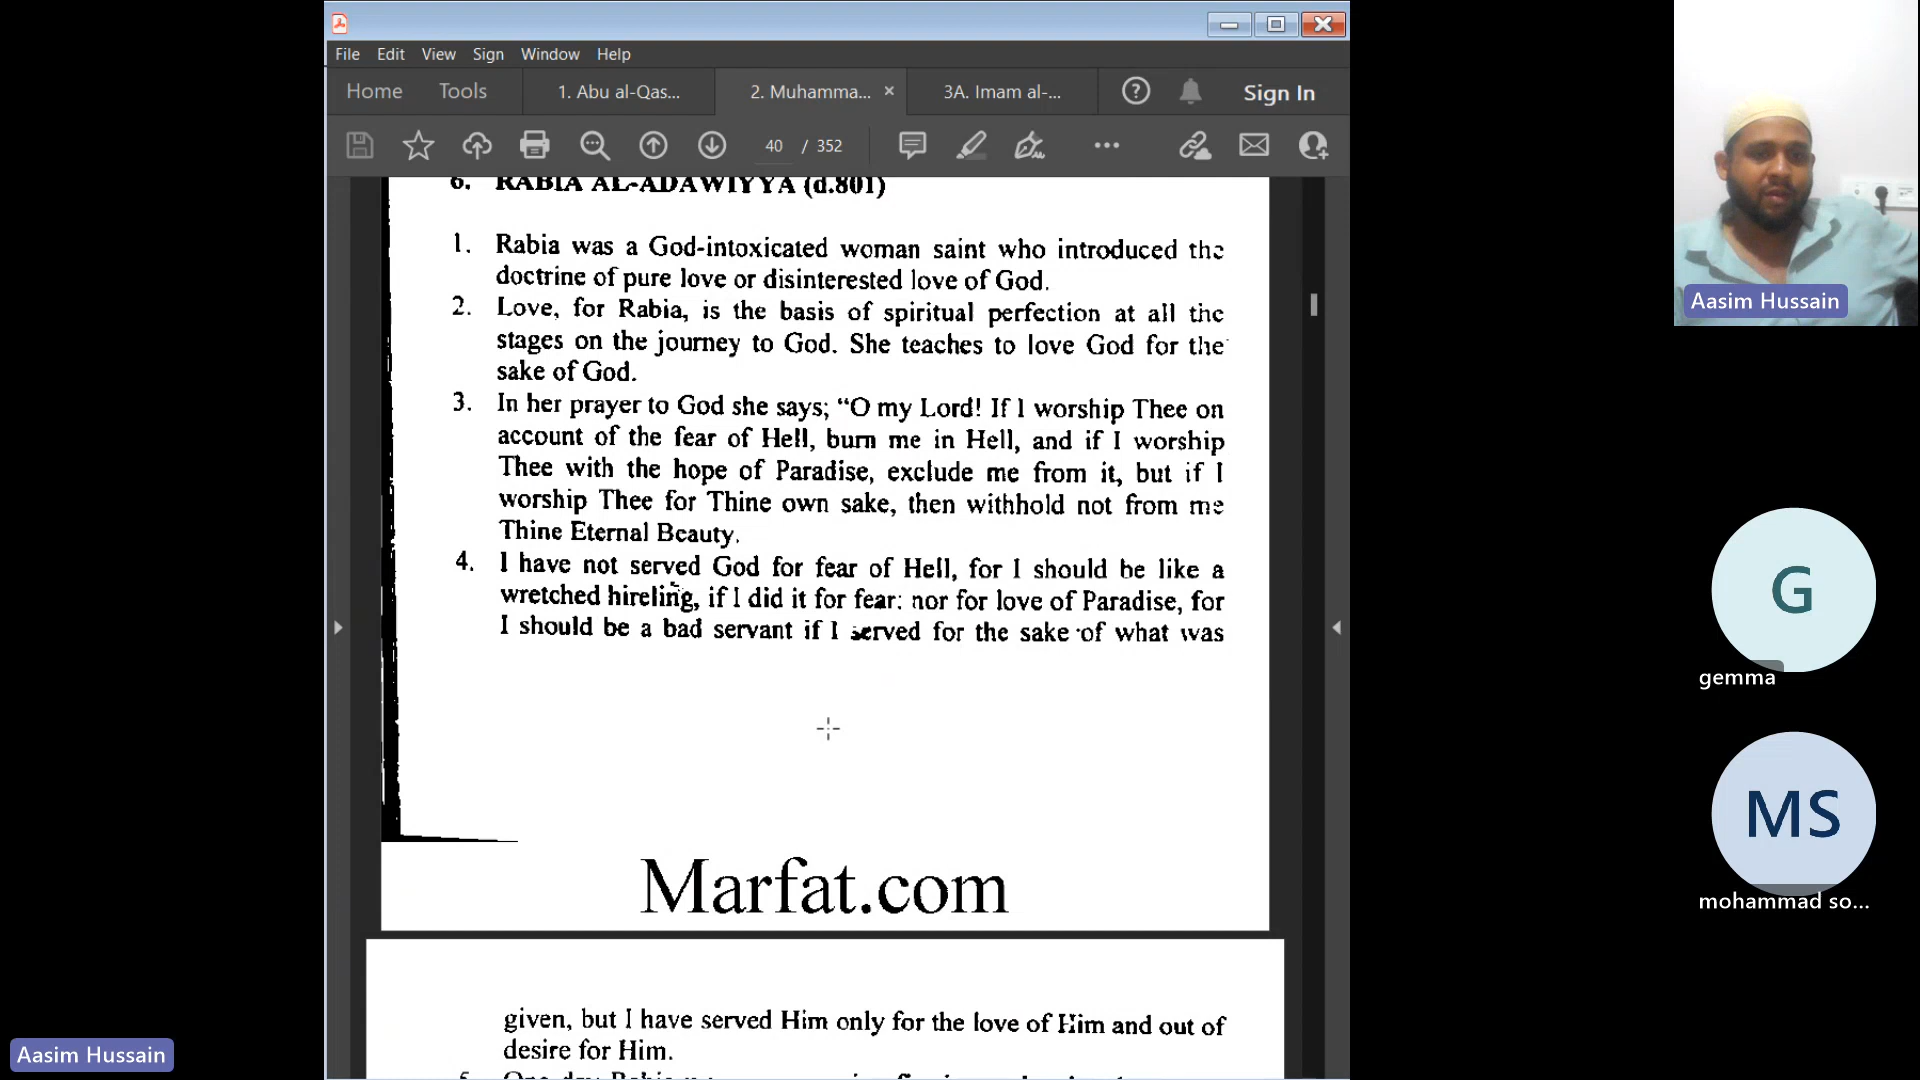 File Edit View Sign Window Help
Home Tools 1. Abu al-Qas... 2. Muhamma... × 3A. Imam al-... ? Sign In
40 / 352
6. RABIA AL-ADAWIYYA (d.801)
1. Rabia was a God-intoxicated woman saint who introduced the
doctrine of pure love or disinterested love of God.
2. Love, for Rabia, is the basis of spiritual perfection at all the
stages on the journey to God. She teaches to love God for the
sake of God.
3. In her prayer to God she says; “O my Lord! If I worship Thee on
account of the fear of Hell, burn me in Hell, and if I worship
Thee with the hope of Paradise, exclude me from it, but if I
worship Thee for Thine own sake, then withhold not from me
Thine Eternal Beauty.
4. I have not served God for fear of Hell, for I should be like a
wretched hireling, if I did it for fear: nor for love of Paradise, for
I should be a bad servant if I served for the sake of what was
Marfat.com
given, but I have served Him only for the love of Him and out of
desire for Him.
Aasim Hussain
G
gemma
MS
mohammad so...
Aasim Hussain